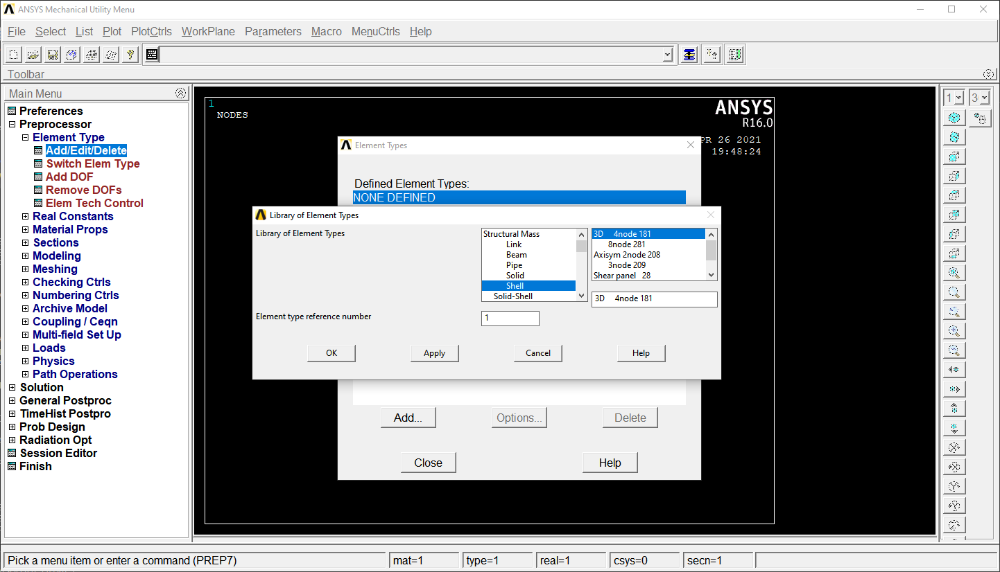 ANSYS Mechanical Utility Menu
File Select List Plot PlotCtrls WorkPlane Parameters Macro MenuCtrls Help
Toolbar
Main Menu
Preferences
Preprocessor
Element Type
Add/Edit/Delete
Switch Elem Type
Add DOF
Remove DOFs
Elem Tech Control
Real Constants
Material Props
Sections
Modeling
Meshing
Checking Ctrls
Numbering Ctrls
Archive Model
Coupling / Ceqn
Multi-field Set Up
Loads
Physics
Path Operations
Solution
General Postproc
TimeHist Postpro
Prob Design
Radiation Opt
Session Editor
Finish
1
NODES
ANSYS
R16.0
PR 26 2021
19:48:24
Element Types
Defined Element Types:
NONE DEFINED
Library of Element Types
Library of Element Types
Structural Mass
Link
Beam
Pipe
Solid
Shell
Solid-Shell
3D 4node 181
8node 281
Axisym 2node 208
3node 209
Shear panel 28
3D 4node 181
Element type reference number
1
OK Apply Cancel Help
Add... Options... Delete
Close Help
1 3
Pick a menu item or enter a command (PREP7) mat=1 type=1 real=1 csys=0 secn=1